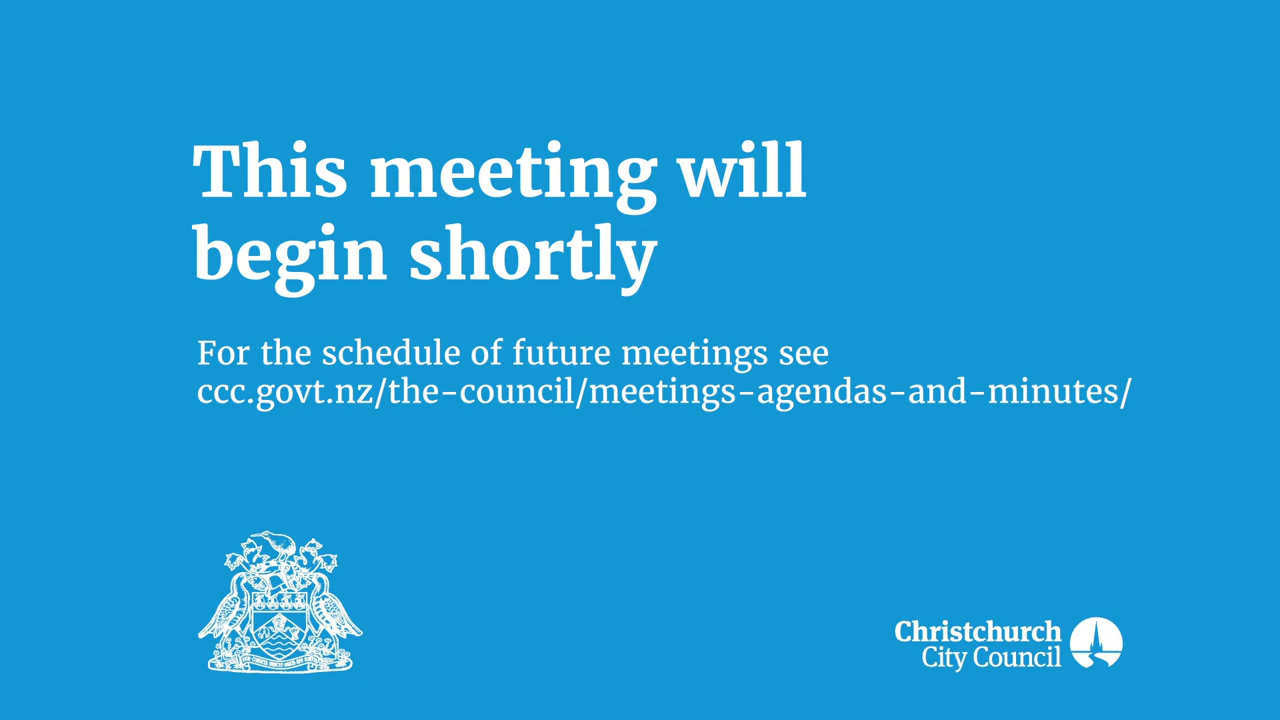 This meeting will
begin shortly
For the schedule of future meetings see
ccc.govt.nz/the-council/meetings-agendas-and-minutes/
Christchurch
City Council